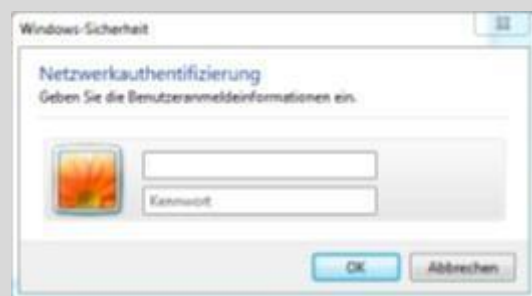 Windows-Sicherheit
Netzwerkauthentifizierung
Geben Sie die Benutzeranmeldeinformationen ein.
Kennwort
OK
Abbrechen